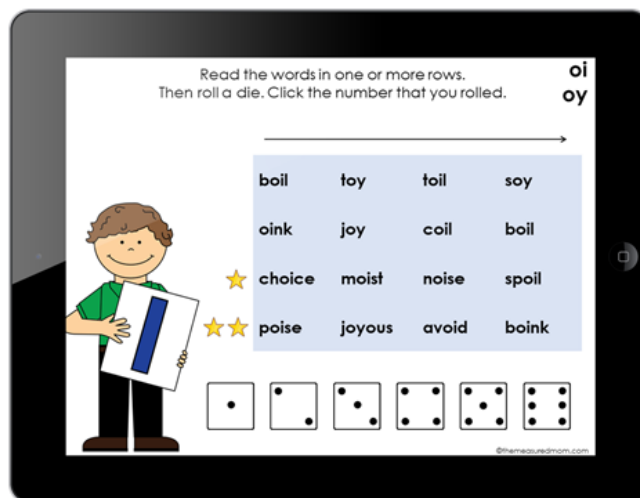 Read the words in one or more rows.
Then roll a die. Click the number that you rolled.
oi
oy
boil toy toil soy
oink joy coil boil
choice moist noise spoil
poise joyous avoid boink
©themeasuredmom.com